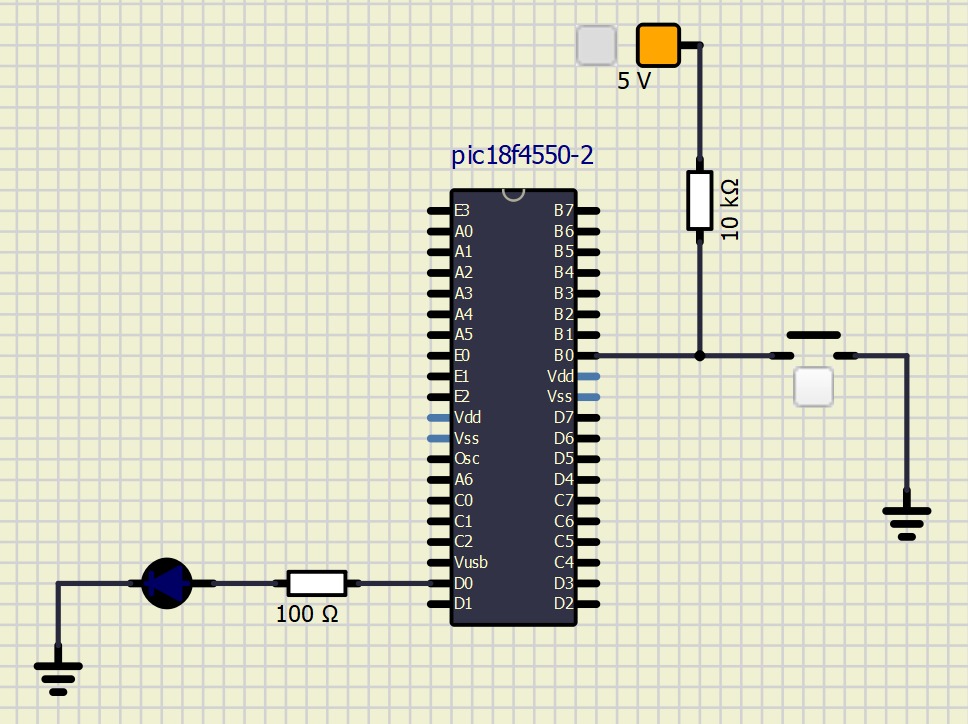 5 V
pic18f4550-2
10 kΩ
E3 B7
A0 B6
A1 B5
A2 B4
A3 B3
A4 B2
A5 B1
E0 B0
E1 Vdd
E2 Vss
Vdd D7
Vss D6
Osc D5
A6 D4
C0 C7
C1 C6
C2 C5
Vusb C4
D0 D3
D1 D2
100 Ω